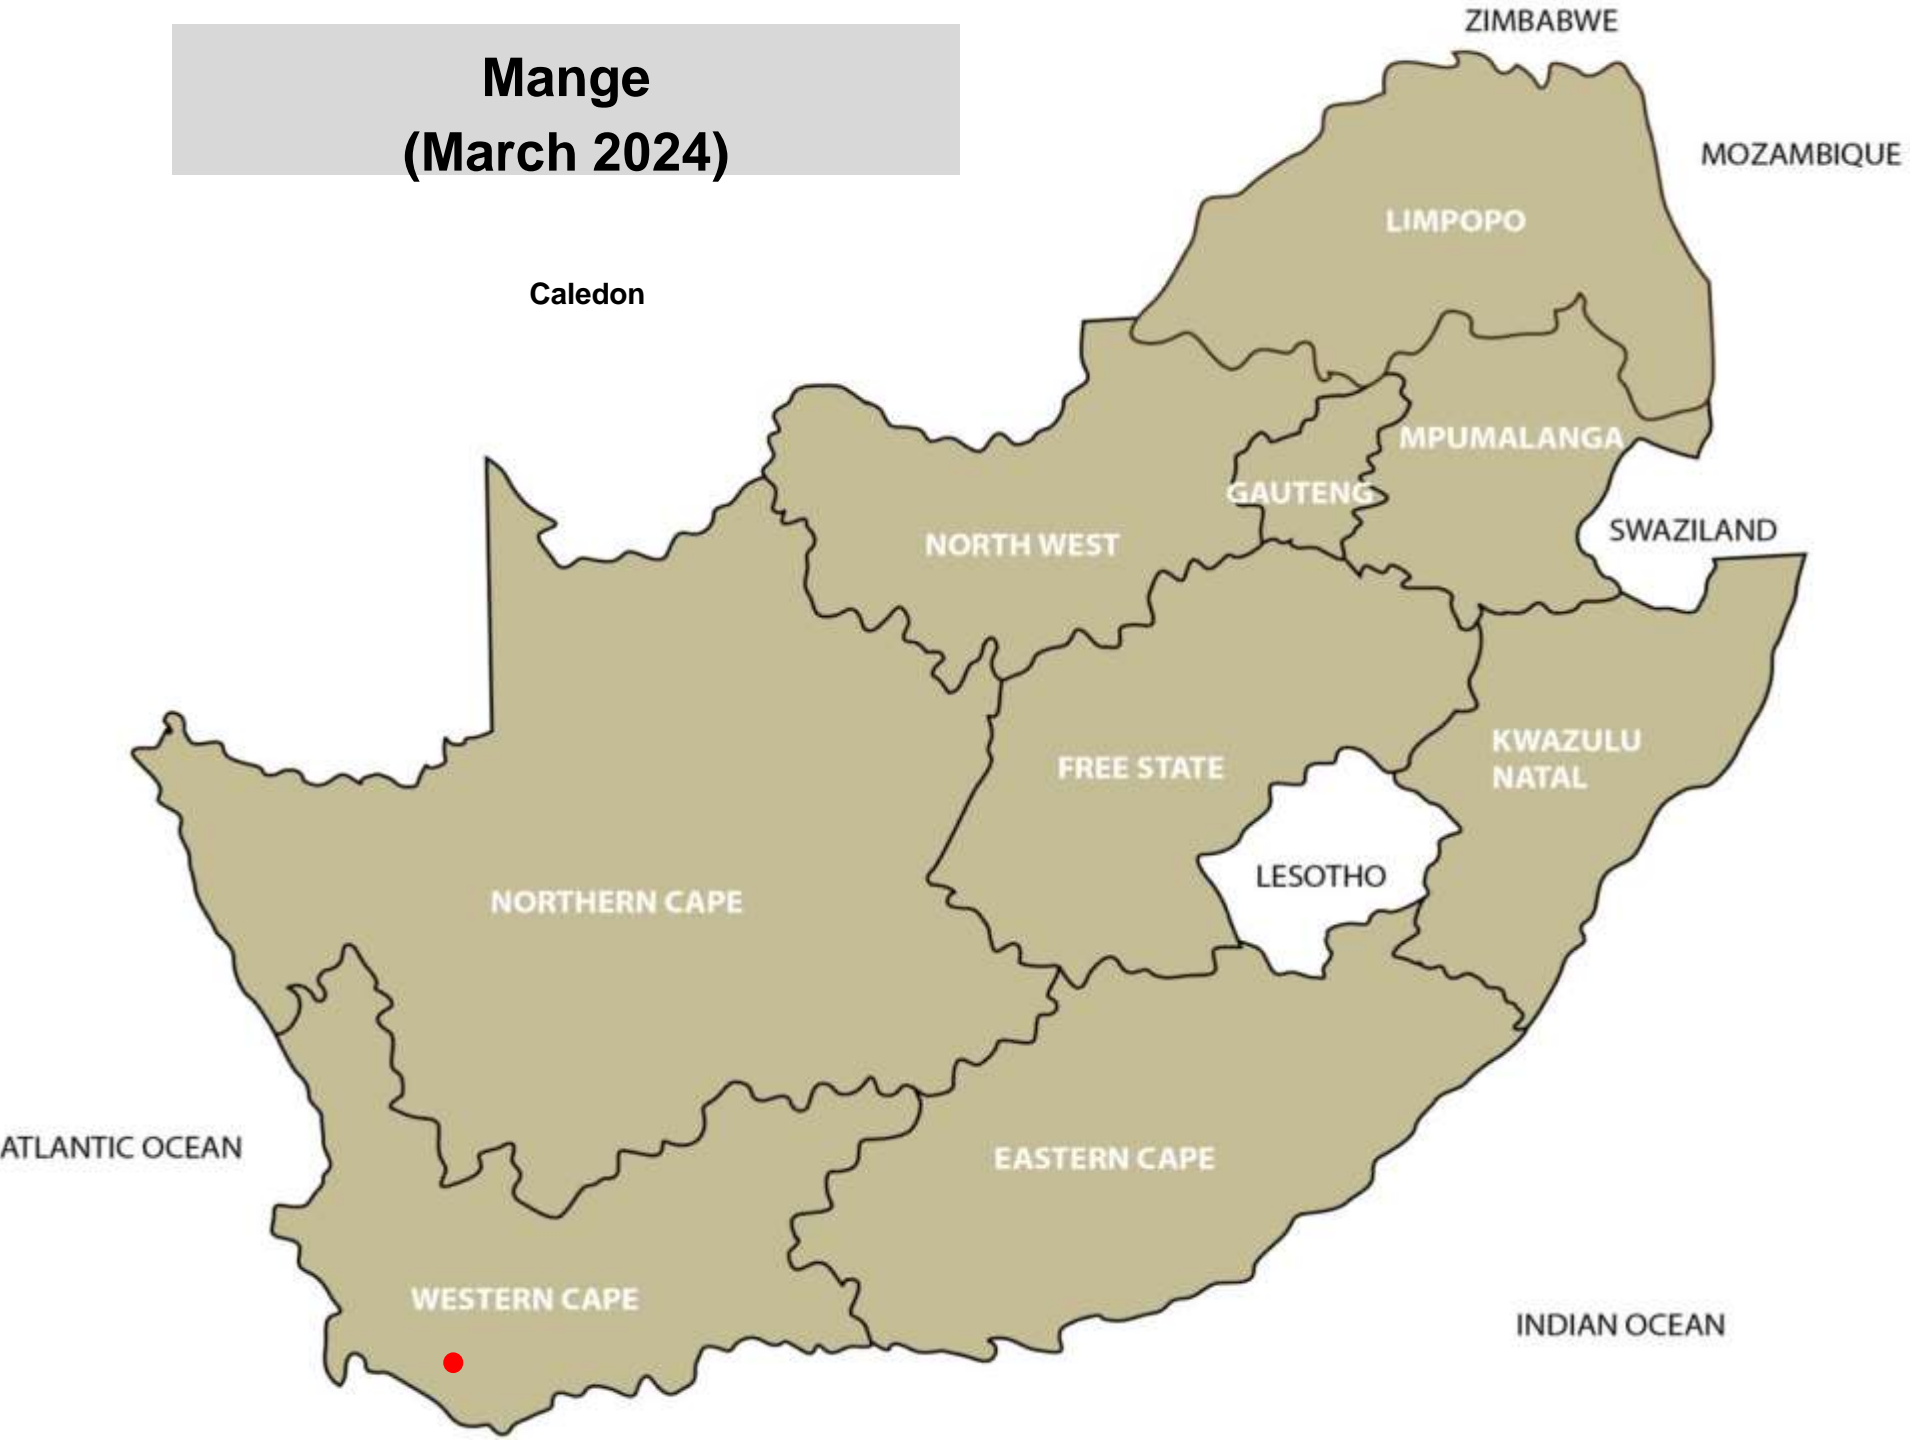 ZIMBABWE
Mange
(March 2024)
MOZAMBIQUE
LIMPOPO
Caledon
MPUMALANGA
GAUTENG
SWAZILAND
NORTH WEST
KWAZULU
NATAL
FREE STATE
LESOTHO
NORTHERN CAPE
ATLANTIC OCEAN
EASTERN CAPE
WESTERN CAPE
INDIAN OCEAN